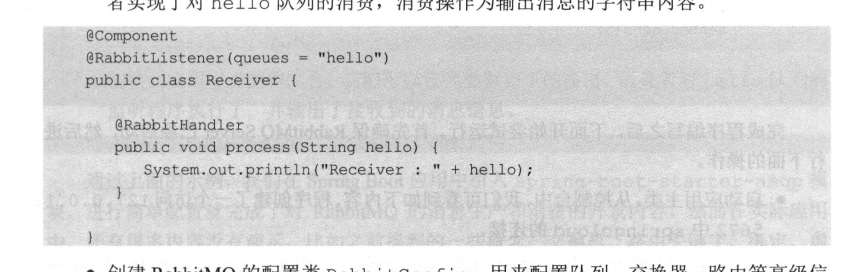 者实现了对 hello 队列的消费，消费操作为输出消息的字符串内容。
@Component
@RabbitListener(queues = "hello")
public class Receiver {
@RabbitHandler
public void process(String hello) {
System.out.println("Receiver : " + hello);
}
}
● 创建 RabbitMQ 的配置类 RabbitConfig，用来配置队列、交换器、路由等高级信